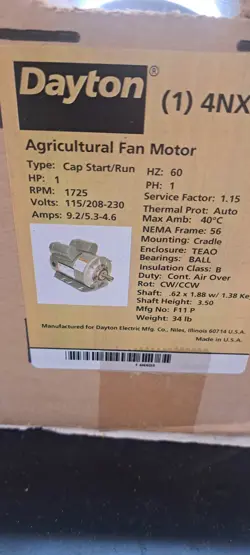 Dayton®
(1) 4NX
Agricultural Fan Motor
Type: Cap Start/Run
HP: 1
RPM: 1725
Volts: 115/208-230
Amps: 9.2/5.3-4.6
HZ: 60
PH: 1
Service Factor: 1.15
Thermal Prot: Auto
Max Amb: 40°C
NEMA Frame: 56
Mounting: Cradle
Enclosure: TEAO
Bearings: BALL
Insulation Class: B
Duty: Cont. Air Over
Rot: CW/CCW
Shaft: .62 x 1.88 w/ 1.38 Ke
Shaft Height: 3.50
Mfg No: F11 P
Weight: 34 lb
Manufactured for Dayton Electric Mfg. Co., Niles, Illinois 60714 U.S.A.
Made in U.S.A.